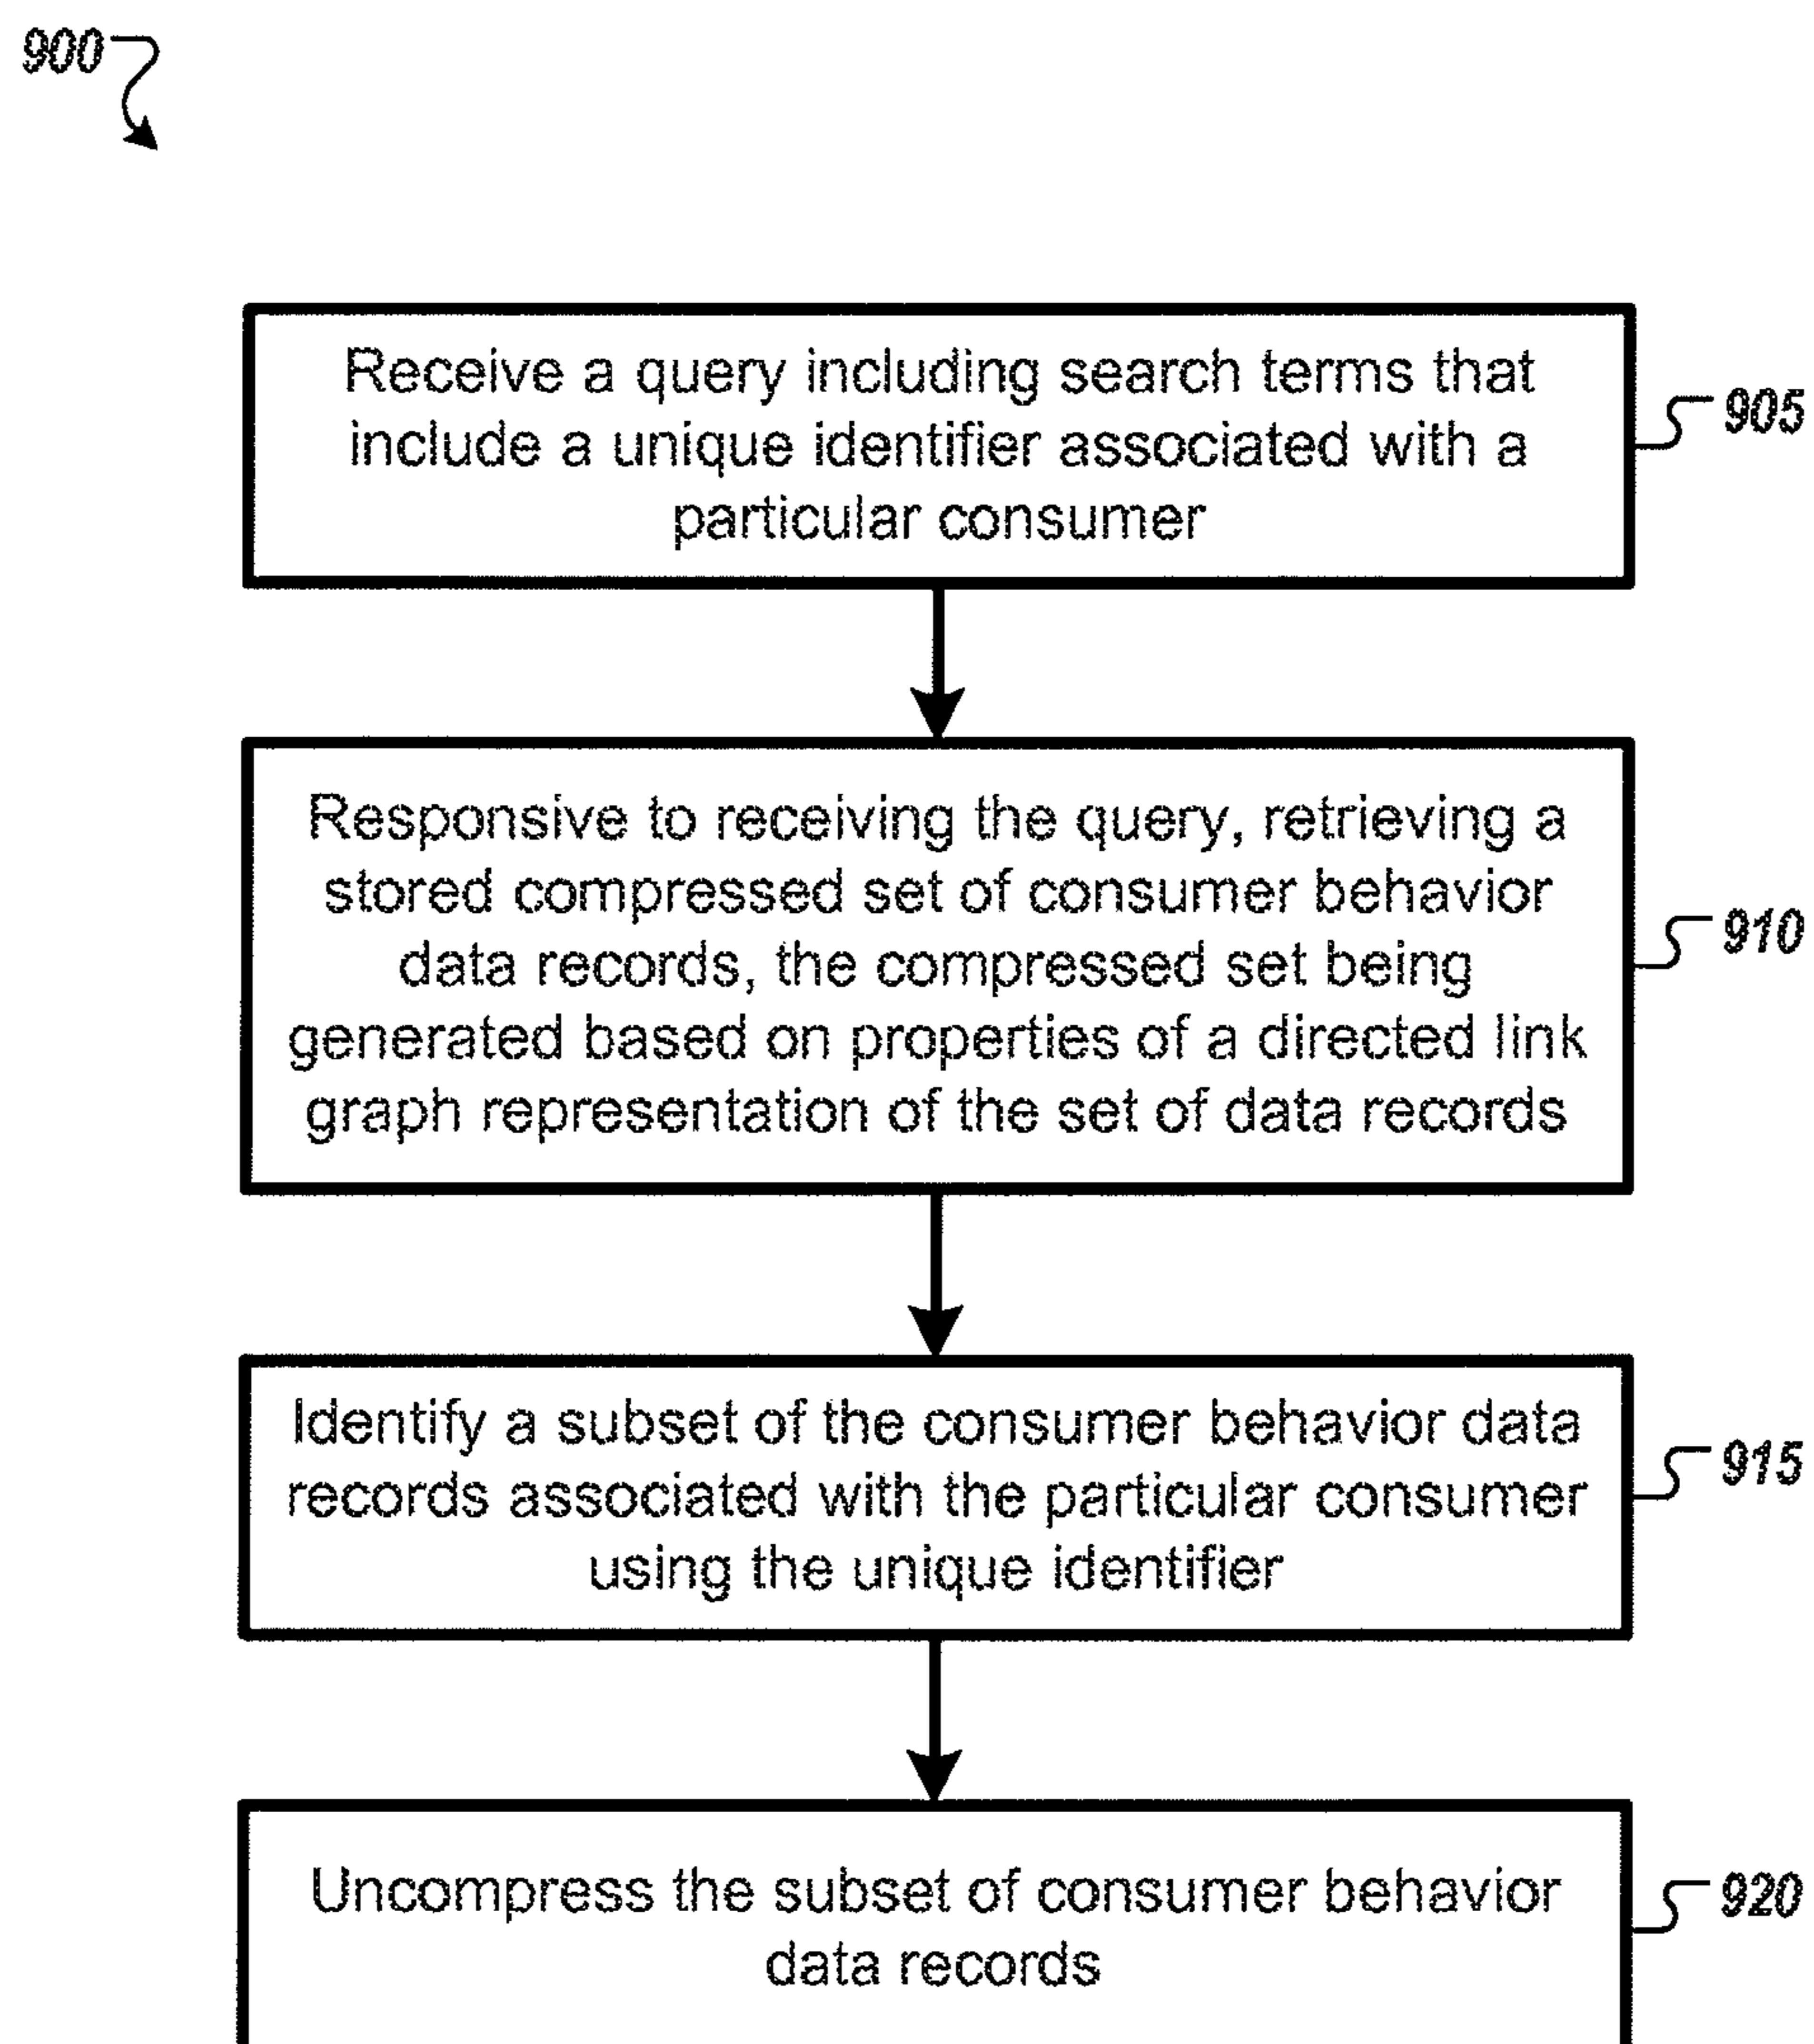 900
Receive a query including search terms that
include a unique identifier associated with a
particular consumer
905
Responsive to receiving the query, retrieving a
stored compressed set of consumer behavior
data records, the compressed set being
generated based on properties of a directed link
graph representation of the set of data records
910
Identify a subset of the consumer behavior data
records associated with the particular consumer
using the unique identifier
915
Uncompress the subset of consumer behavior
data records
920